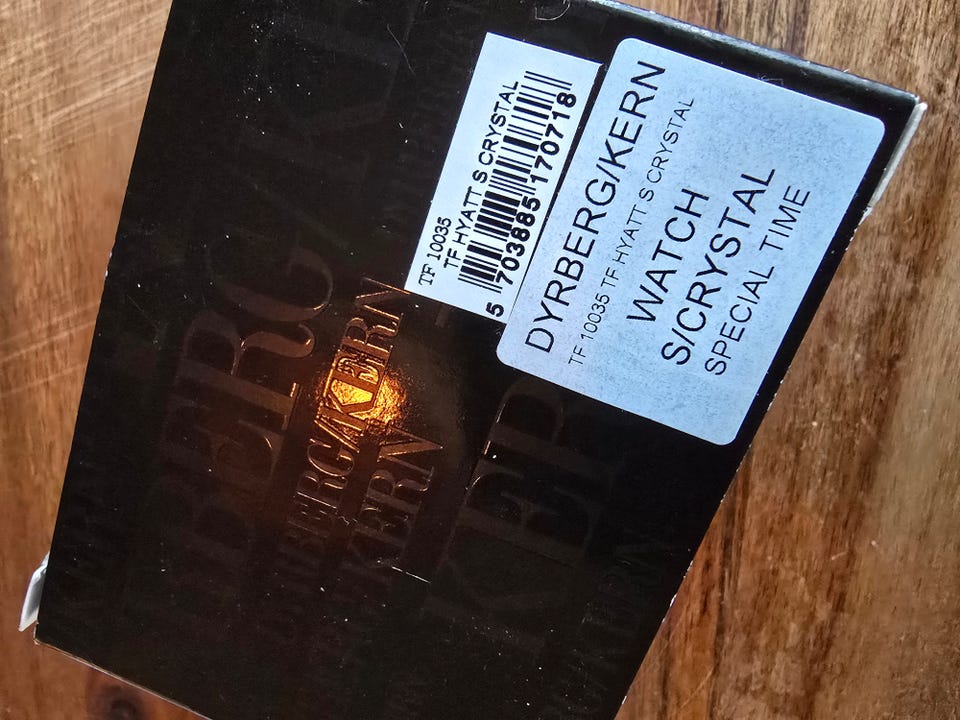 TF 10035
TF HYATT S CRYSTAL
5 703885 170718
DYRBERG/KERN
TF 10035 TF HYATT S CRYSTAL
WATCH
S/CRYSTAL
SPECIAL TIME
KERN